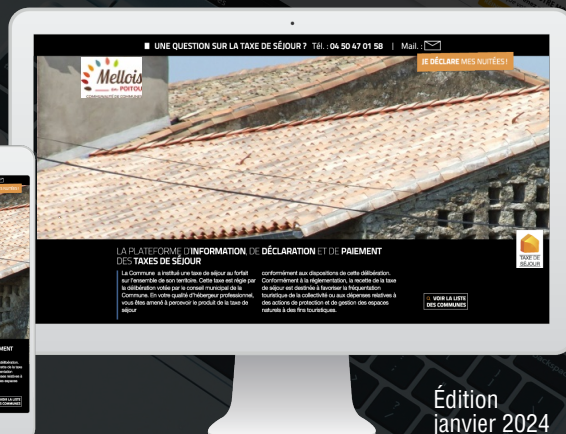 UNE QUESTION SUR LA TAXE DE SÉJOUR ? Tél. : 04 50 47 01 58 | Mail. :
JE DÉCLARE MES NUITÉES !
Mellois
EN POITOU
COMMUNAUTÉ DE COMMUNES
LA PLATEFORME D'INFORMATION, DE DÉCLARATION ET DE PAIEMENT
DES TAXES DE SÉJOUR
La Commune a institué une taxe de séjour au forfait
sur l'ensemble de son territoire. Cette taxe est régie par
la délibération votée par le conseil municipal de la
Commune. En votre qualité d'hébergeur professionnel,
vous êtes amené à percevoir le produit de la taxe de
séjour
conformément aux dispositions de cette délibération.
Conformément à la réglementation, la recette de la taxe
de séjour est destinée à favoriser la fréquentation
touristique de la collectivité ou aux dépenses relatives à
des actions de protection et de gestion des espaces
naturels à des fins touristiques.
TAXE DE
SÉJOUR
VOIR LA LISTE
DES COMMUNES
Édition
janvier 2024